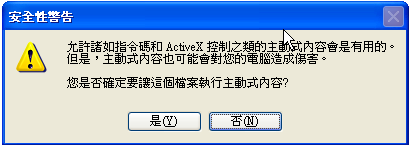 安全性警告
允許諸如指令碼和 ActiveX 控制之類的主動式內容會是有用的。
但是，主動式內容也可能會對您的電腦造成傷害。
您是否確定要讓這個檔案執行主動式內容?
是(Y) 否(N)